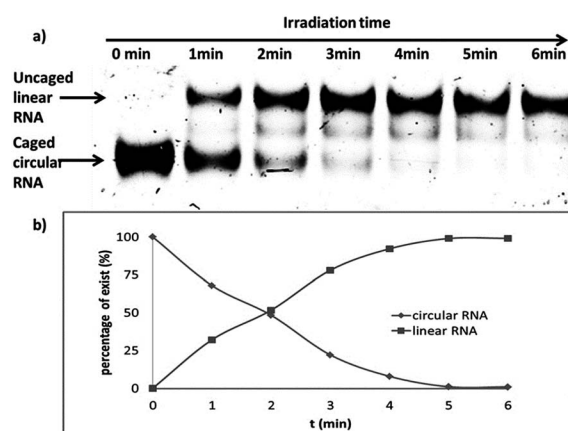 Irradiation time
a)
0 min 1min 2min 3min 4min 5min 6min
Uncaged
linear
RNA
Caged
circular
RNA
b)
percentage of exist (%)
100
75
50
25
0
circular RNA
linear RNA
0 1 2 3 4 5 6
t (min)